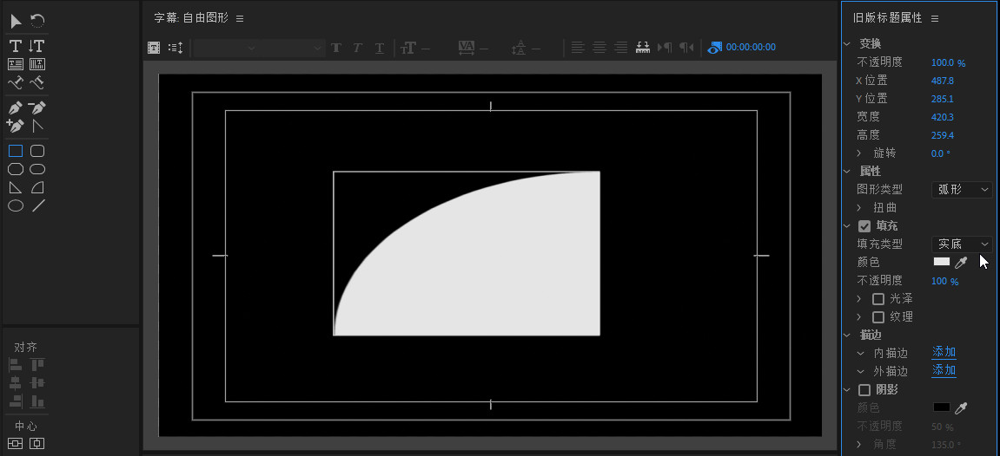 字幕: 自由图形
00:00:00:00
对齐
中心
旧版标题属性
变换
不透明度 100.0 %
X 位置 487.8
Y 位置 285.1
宽度 420.3
高度 259.4
旋转 0.0 °
属性
图形类型 弧形
扭曲
填充
填充类型 实底
颜色
不透明度 100 %
光泽
纹理
描边
内描边 添加
外描边 添加
阴影
颜色
不透明度 50 %
角度 135.0 °